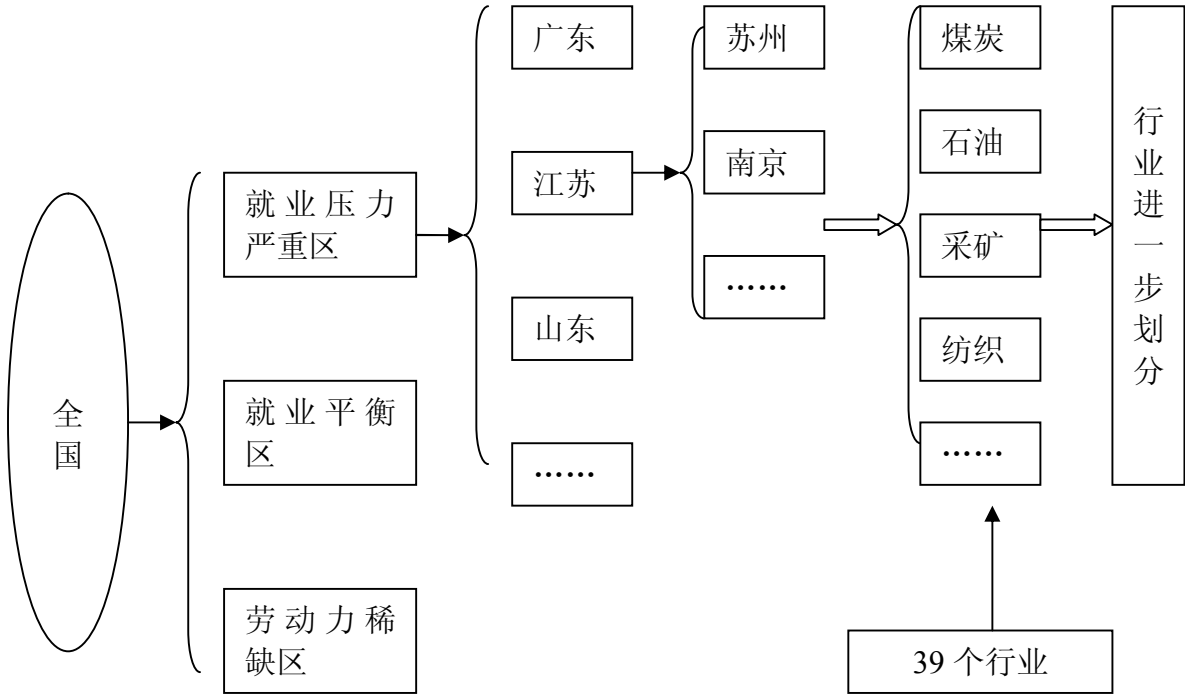 全
国
就业压力
严重区
就业平衡
区
劳动力稀
缺区
广东
江苏
山东
……
苏州
南京
……
煤炭
石油
采矿
纺织
……
39个行业
行
业
进
一
步
划
分